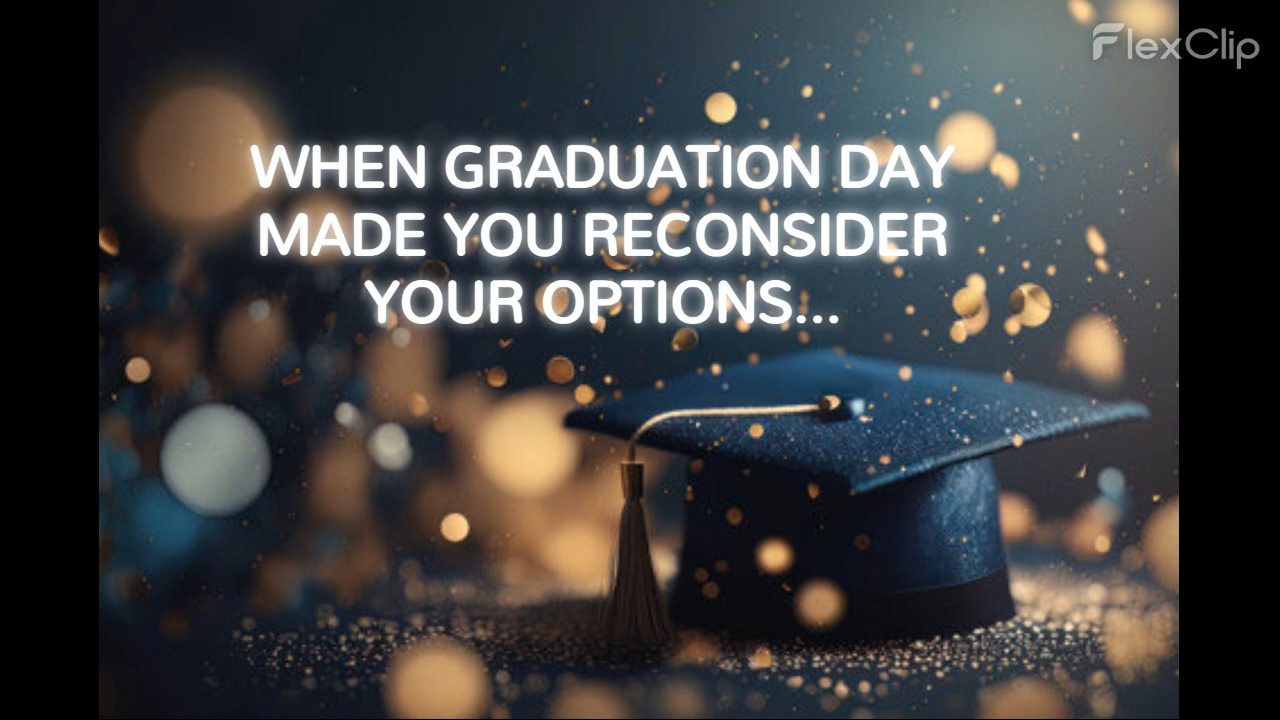 FlexClip
WHEN GRADUATION DAY
MADE YOU RECONSIDER
YOUR OPTIONS...